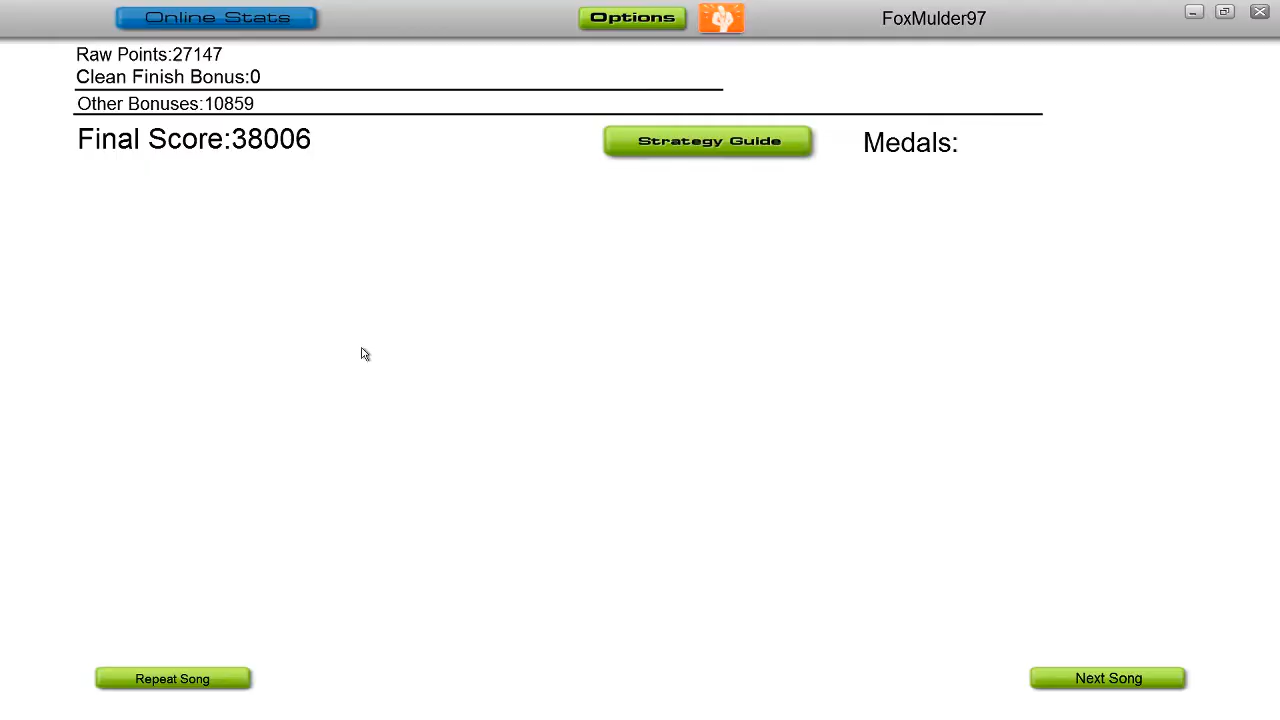 Online Stats
Options
FoxMulder97
Raw Points:27147
Clean Finish Bonus:0
Other Bonuses:10859
Final Score:38006
Strategy Guide
Medals:
Repeat Song
Next Song